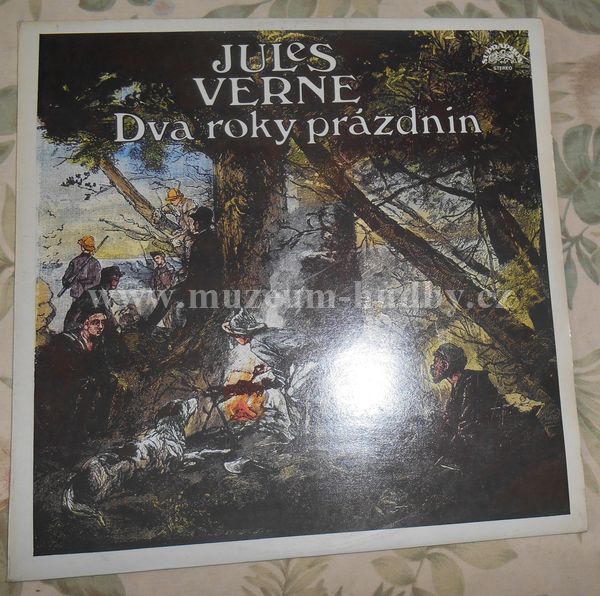 JULeS
VERNE
Dva roky prázdnin
SUPRAPHON
STEREO
www.muzeum-hudby.cz